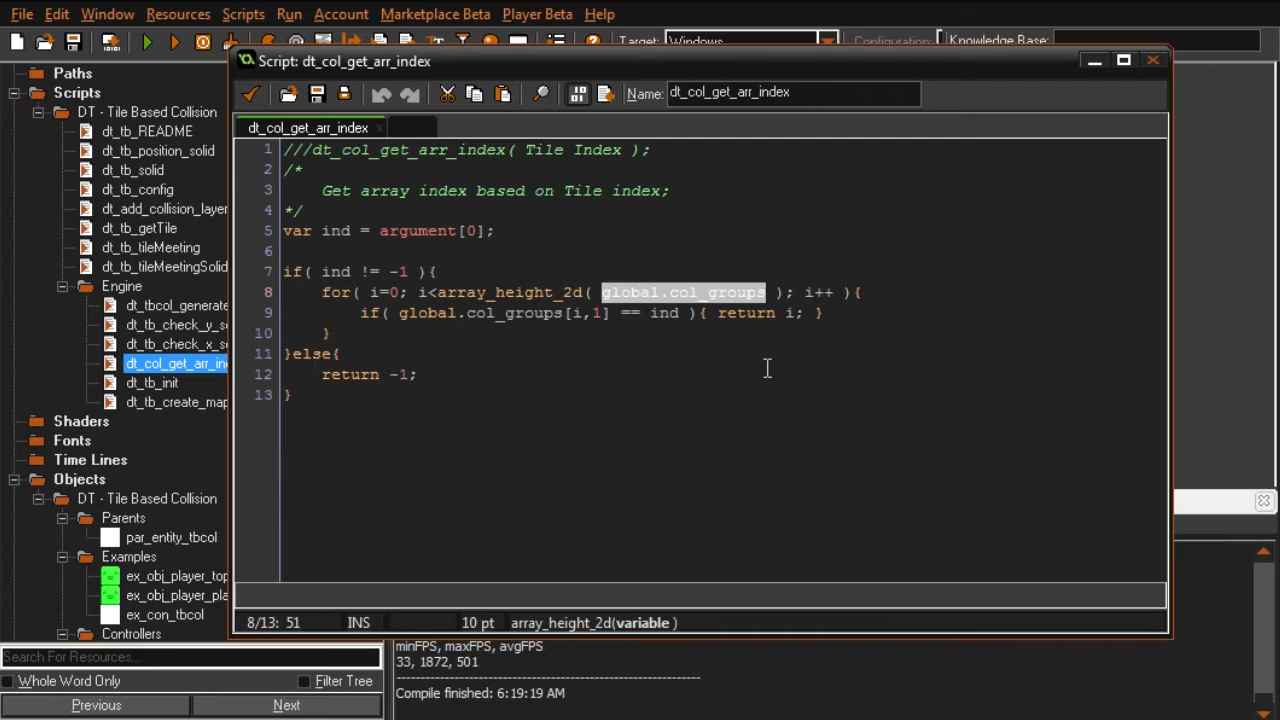 File Edit Window Resources Scripts Run Account Marketplace Beta Player Beta Help
Target: Windows Configuration: Knowledge Base:
Paths
Scripts
DT - Tile Based Collision
dt_tb_README
dt_tb_position_solid
dt_tb_solid
dt_tb_config
dt_add_collision_layer
dt_tb_getTile
dt_tb_tileMeeting
dt_tb_tileMeetingSolid
Engine
dt_tbcol_generate
dt_tb_check_y_so
dt_tb_check_x_so
dt_col_get_arr_ind
dt_tb_init
dt_tb_create_map
Shaders
Fonts
Time Lines
Objects
DT - Tile Based Collision
Parents
par_entity_tbcol
Examples
ex_obj_player_top
ex_obj_player_pla
ex_con_tbcol
Controllers
Search For Resources...
Whole Word Only Filter Tree
Previous Next
Script: dt_col_get_arr_index
Name: dt_col_get_arr_index
dt_col_get_arr_index x
1 ///dt_col_get_arr_index( Tile Index );
2 /*
3 Get array index based on Tile index;
4 */
5 var ind = argument[0];
6
7 if( ind != -1 ){
8 for( i=0; i<array_height_2d( global.col_groups ); i++ ){
9 if( global.col_groups[i,1] == ind ){ return i; }
10 }
11 }else{
12 return -1;
13 }
8/13: 51 INS 10 pt array_height_2d(variable )
minFPS, maxFPS, avgFPS
33, 1872, 501
----------------------------------------------------------
Compile finished: 6:19:19 AM